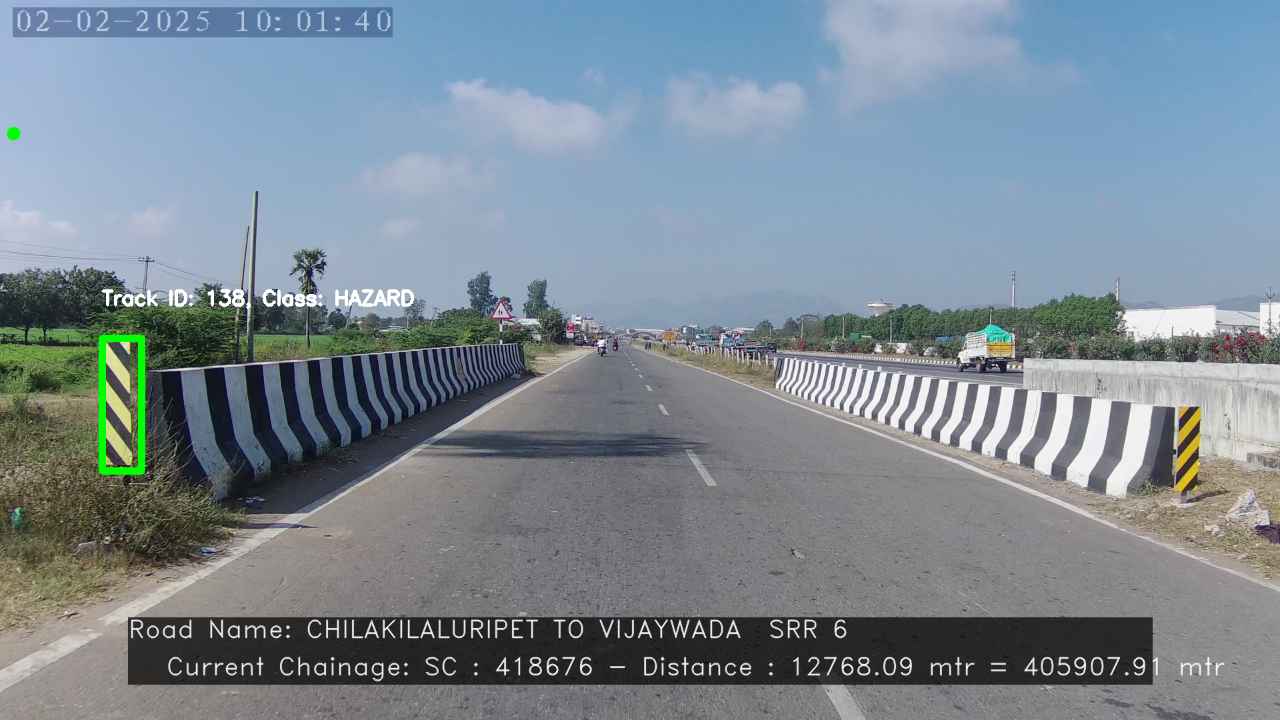 02-02-2025 10:01:40
Track ID: 138, Class: HAZARD
Road Name: CHILAKILALURIPET TO VIJAYWADA SRR 6
Current Chainage: SC : 418676 - Distance : 12768.09 mtr = 405907.91 mtr